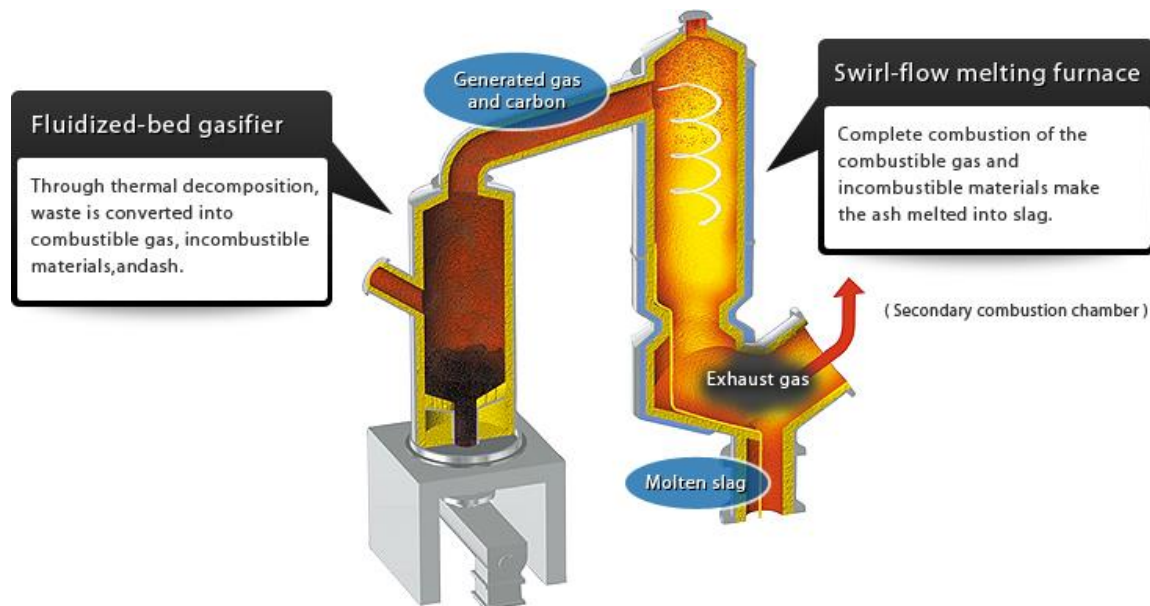 Generated gas
and carbon
Fluidized-bed gasifier
Through thermal decomposition,
waste is converted into
combustible gas, incombustible
materials,andash.
Swirl-flow melting furnace
Complete combustion of the
combustible gas and
incombustible materials make
the ash melted into slag.
( Secondary combustion chamber )
Exhaust gas
Molten slag